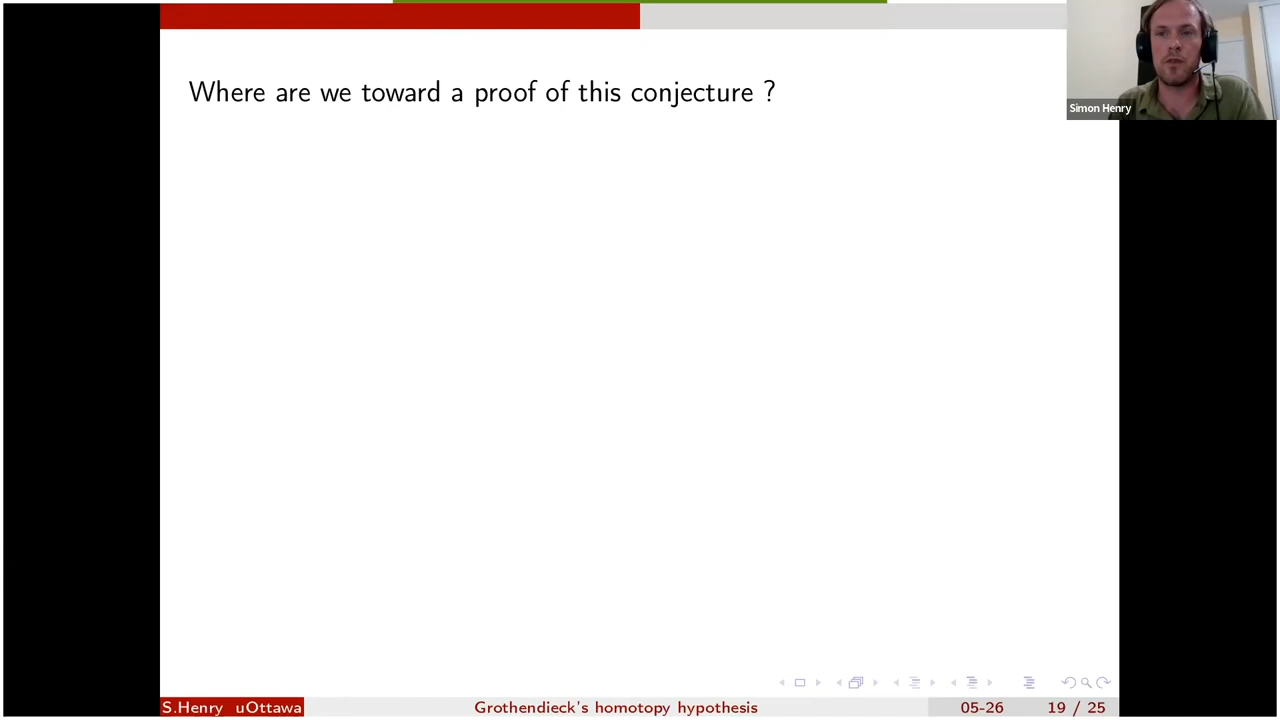 Where are we toward a proof of this conjecture ?
Simon Henry
S.Henry uOttawa
Grothendieck's homotopy hypothesis
05-26
19 / 25